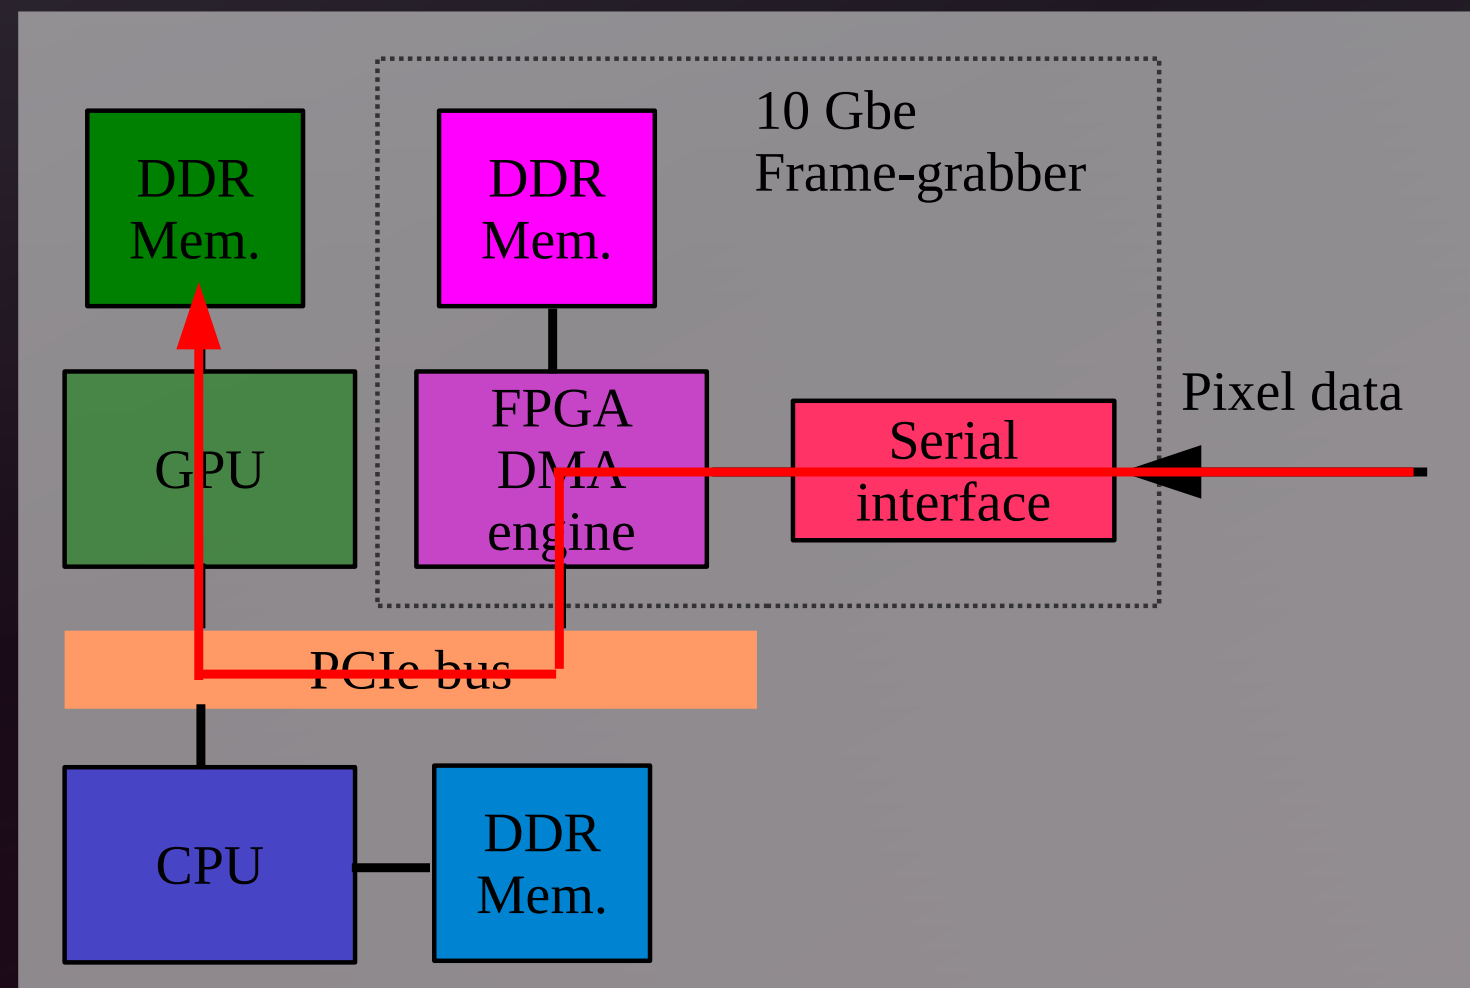 10 Gbe
Frame-grabber
DDR
Mem.
DDR
Mem.
Pixel data
GPU
FPGA
DMA
engine
Serial
interface
PCIe bus
CPU
DDR
Mem.